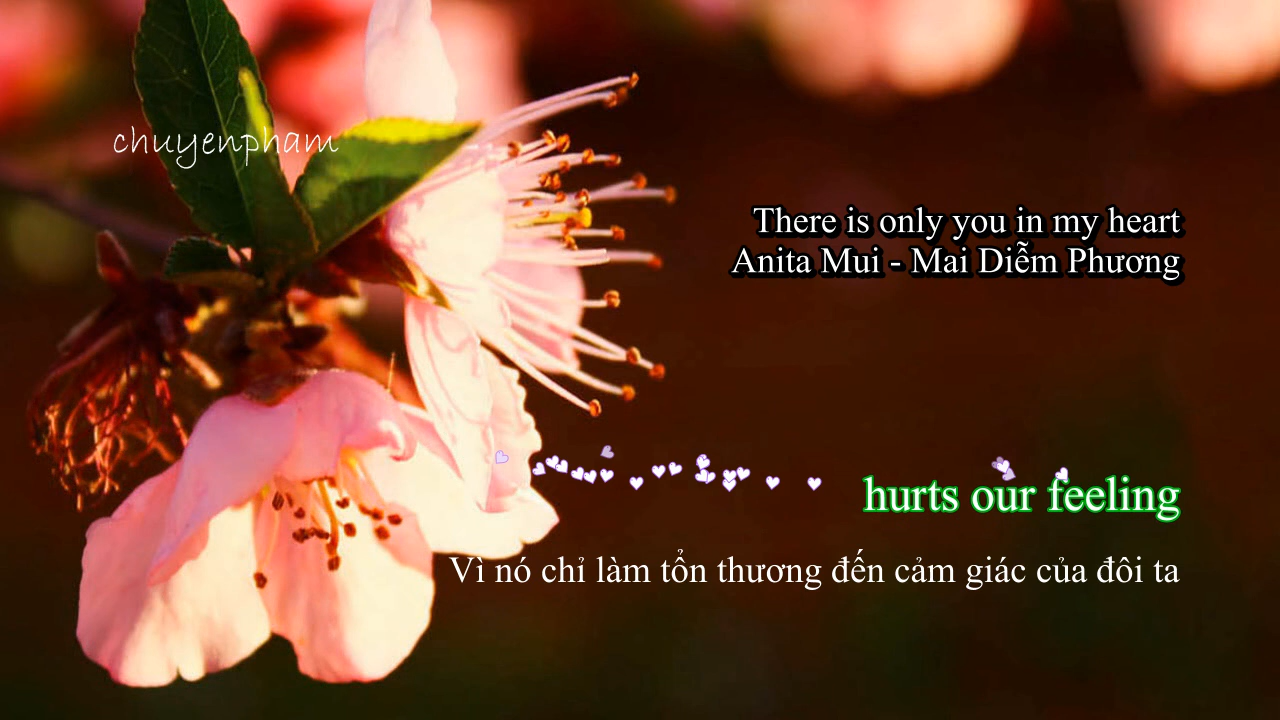 chuyenpham
There is only you in my heart
Anita Mui - Mai Diễm Phương
hurts our feeling
Vì nó chỉ làm tổn thương đến cảm giác của đôi ta